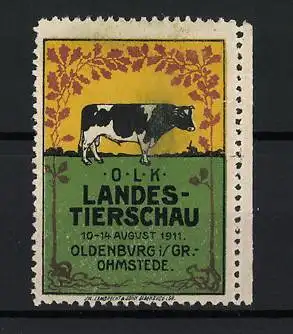 ·O·L·K·
LANDES-
TIERSCHAU
10-14 AUGUST 1911.
OLDENBURG i/GR.-
OHMSTEDE.